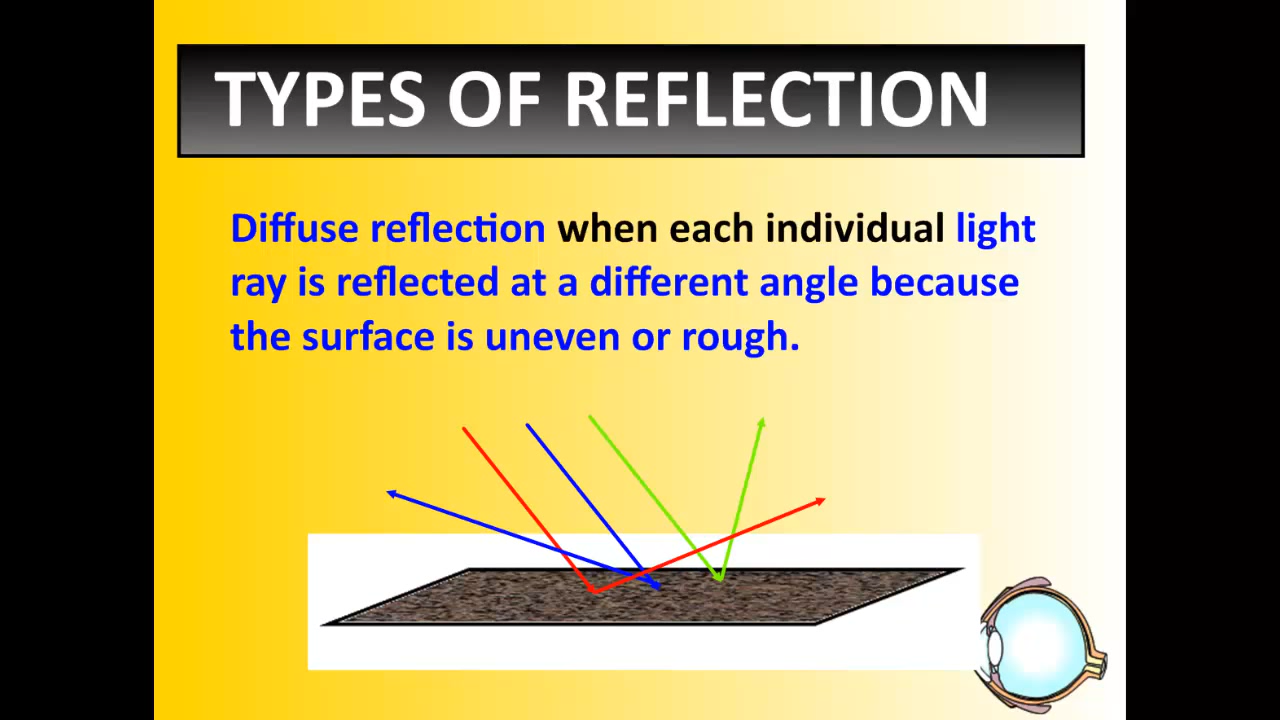 TYPES OF REFLECTION
Diffuse reflection when each individual light
ray is reflected at a different angle because
the surface is uneven or rough.